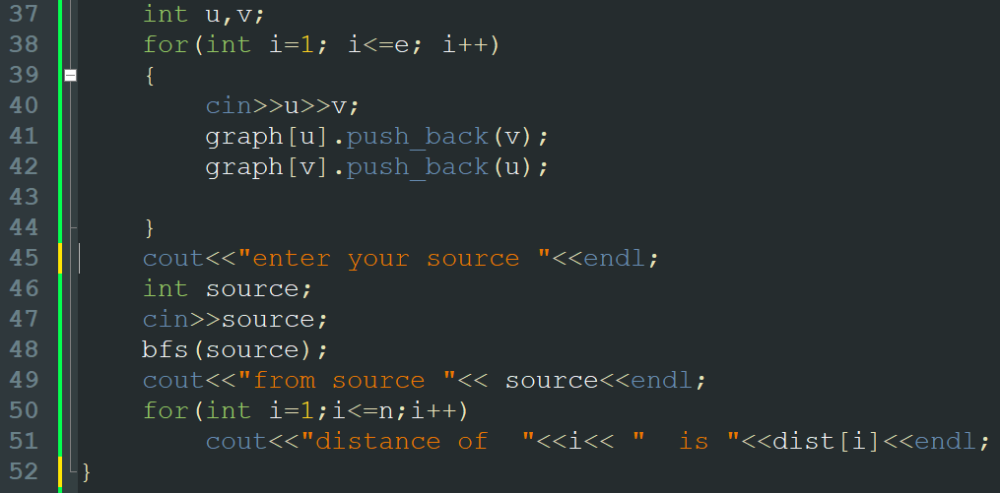 37     int u,v;
38     for(int i=1; i<=e; i++)
39     {
40         cin>>u>>v;
41         graph[u].push_back(v);
42         graph[v].push_back(u);
43
44     }
45     cout<<"enter your source "<<endl;
46     int source;
47     cin>>source;
48     bfs(source);
49     cout<<"from source "<< source<<endl;
50     for(int i=1;i<=n;i++)
51         cout<<"distance of  "<<i<< "  is "<<dist[i]<<endl;
52 }